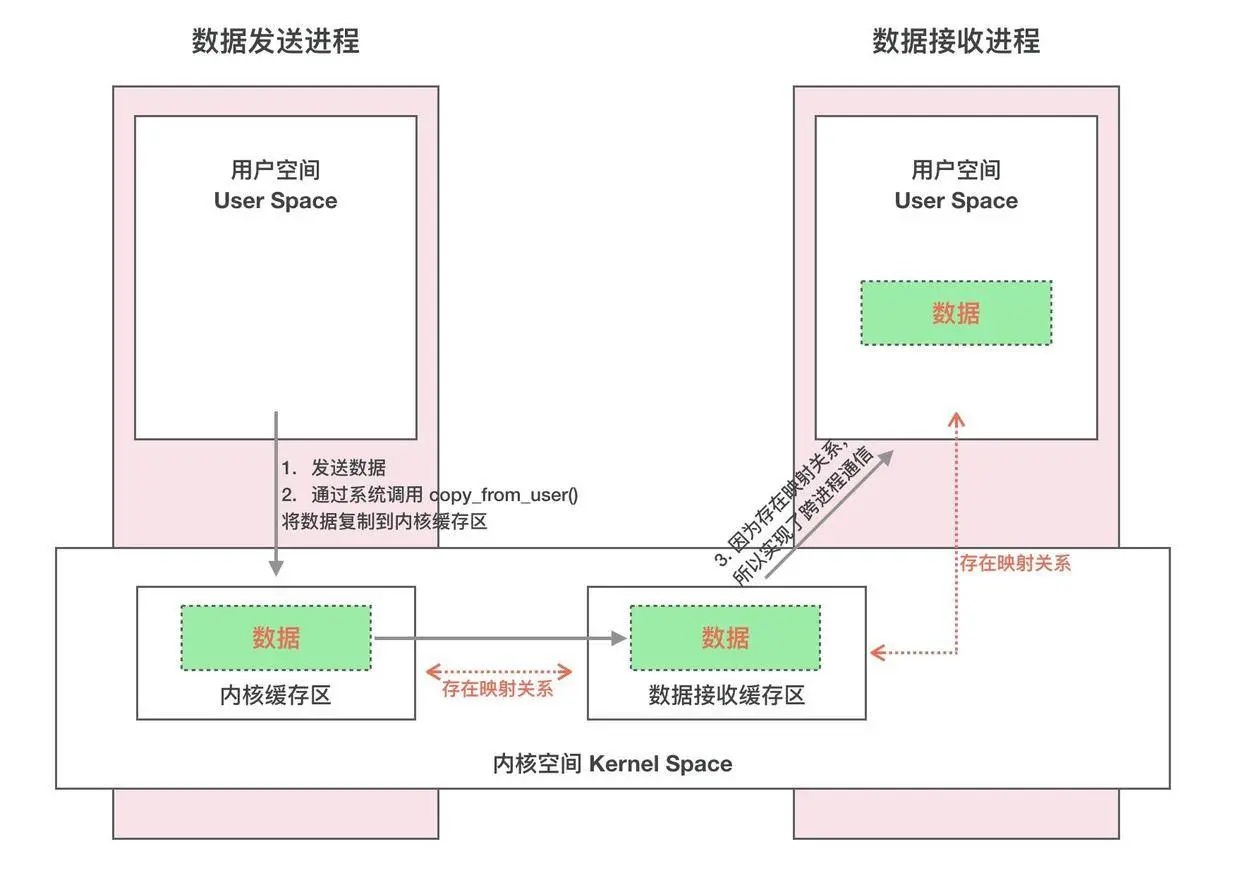 数据发送进程
数据接收进程
用户空间
User Space
用户空间
User Space
数据
1. 发送数据
2. 通过系统调用 copy_from_user()
将数据复制到内核缓存区
3. 因为存在映射关系,
所以实现了跨进程通信
存在映射关系
数据
内核缓存区
存在映射关系
数据
数据接收缓存区
内核空间 Kernel Space